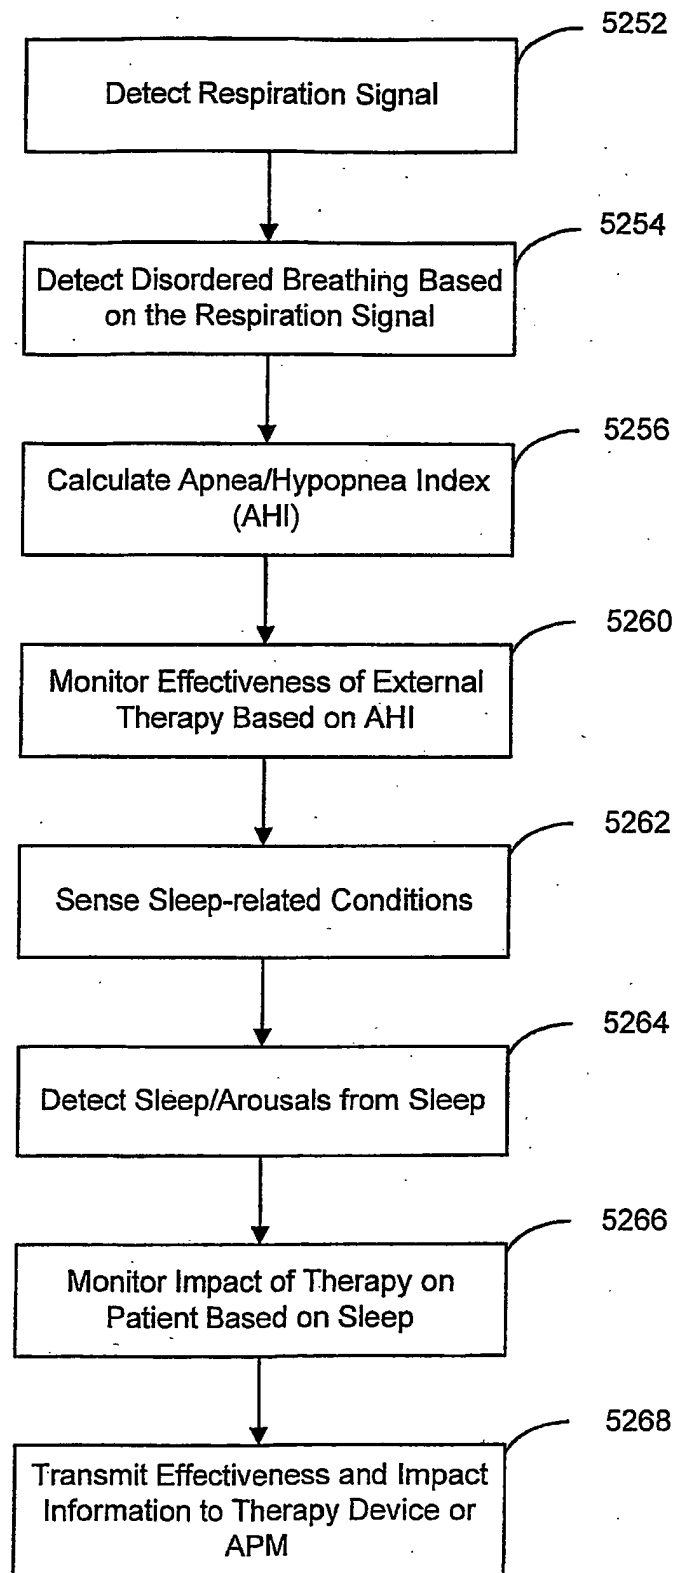 5252
Detect Respiration Signal
5254
Detect Disordered Breathing Based
on the Respiration Signal
5256
Calculate Apnea/Hypopnea Index
(AHI)
5260
Monitor Effectiveness of External
Therapy Based on AHI
5262
Sense Sleep-related Conditions
5264
Detect Sleep/Arousals from Sleep
5266
Monitor Impact of Therapy on
Patient Based on Sleep
5268
Transmit Effectiveness and Impact
Information to Therapy Device or
APM